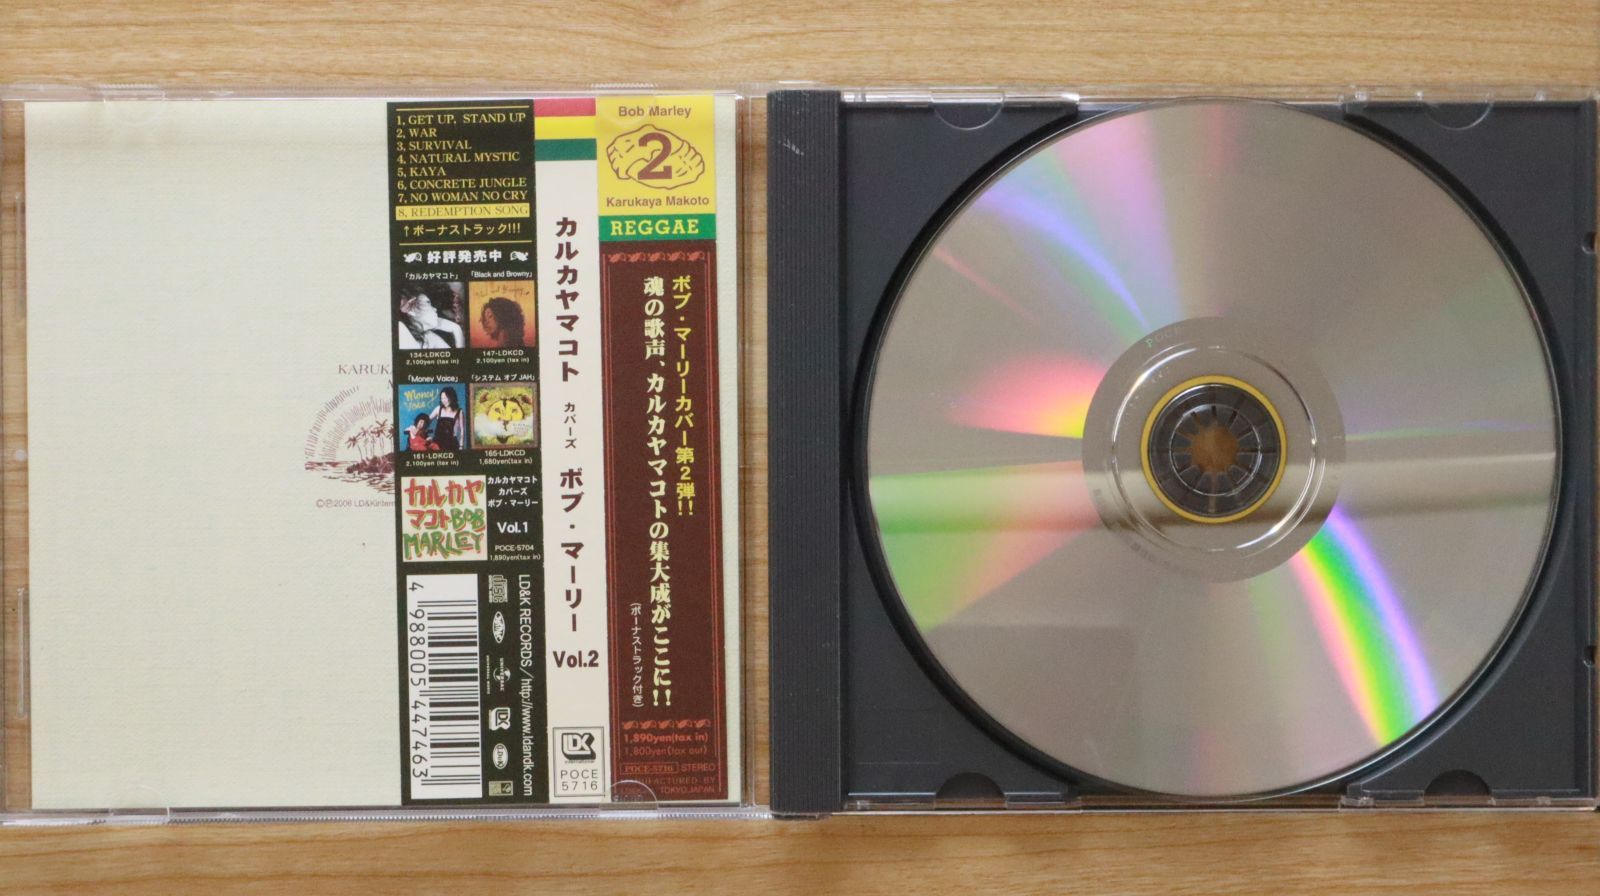 KARUKA
©Ⓟ2006 LD&Kintern
1, GET UP, STAND UP
2, WAR
3, SURVIVAL
4, NATURAL MYSTIC
5, KAYA
6, CONCRETE JUNGLE
7, NO WOMAN NO CRY
8, REDEMPTION SONG
↑ボーナストラック!!!
好評発売中
「カルカヤマコト」
「Black and Browny」
134-LDKCD
2,100yen (tax in)
147-LDKCD
2,100yen (tax in)
「Money Voice」
「システム オブ JAH」
Money
Voice
161-LDKCD
2,100yen (tax in)
165-LDKCD
1,680yen(tax in)
カルカヤ
マコト BOB
MARLEY
カルカヤマコト
カバーズ
ボブ・マーリー
Vol.1
POCE-5704
1,890yen(tax in)
4 988005 447463
LD&K RECORDS/http://www.ldandk.com
カルカヤマコト カバーズ ボブ・マーリー Vol.2
LDK
international
POCE
5716
Bob Marley
2
Karukaya Makoto
REGGAE
ボブ・マーリーカバー第2弾!!
魂の歌声、カルカヤマコトの集大成がここに!!
(ボーナストラック付き)
1,890yen(tax in)
1,800yen(tax out)
POCE-5716 STEREO
MANUFACTURED BY
TOKYO,JAPAN